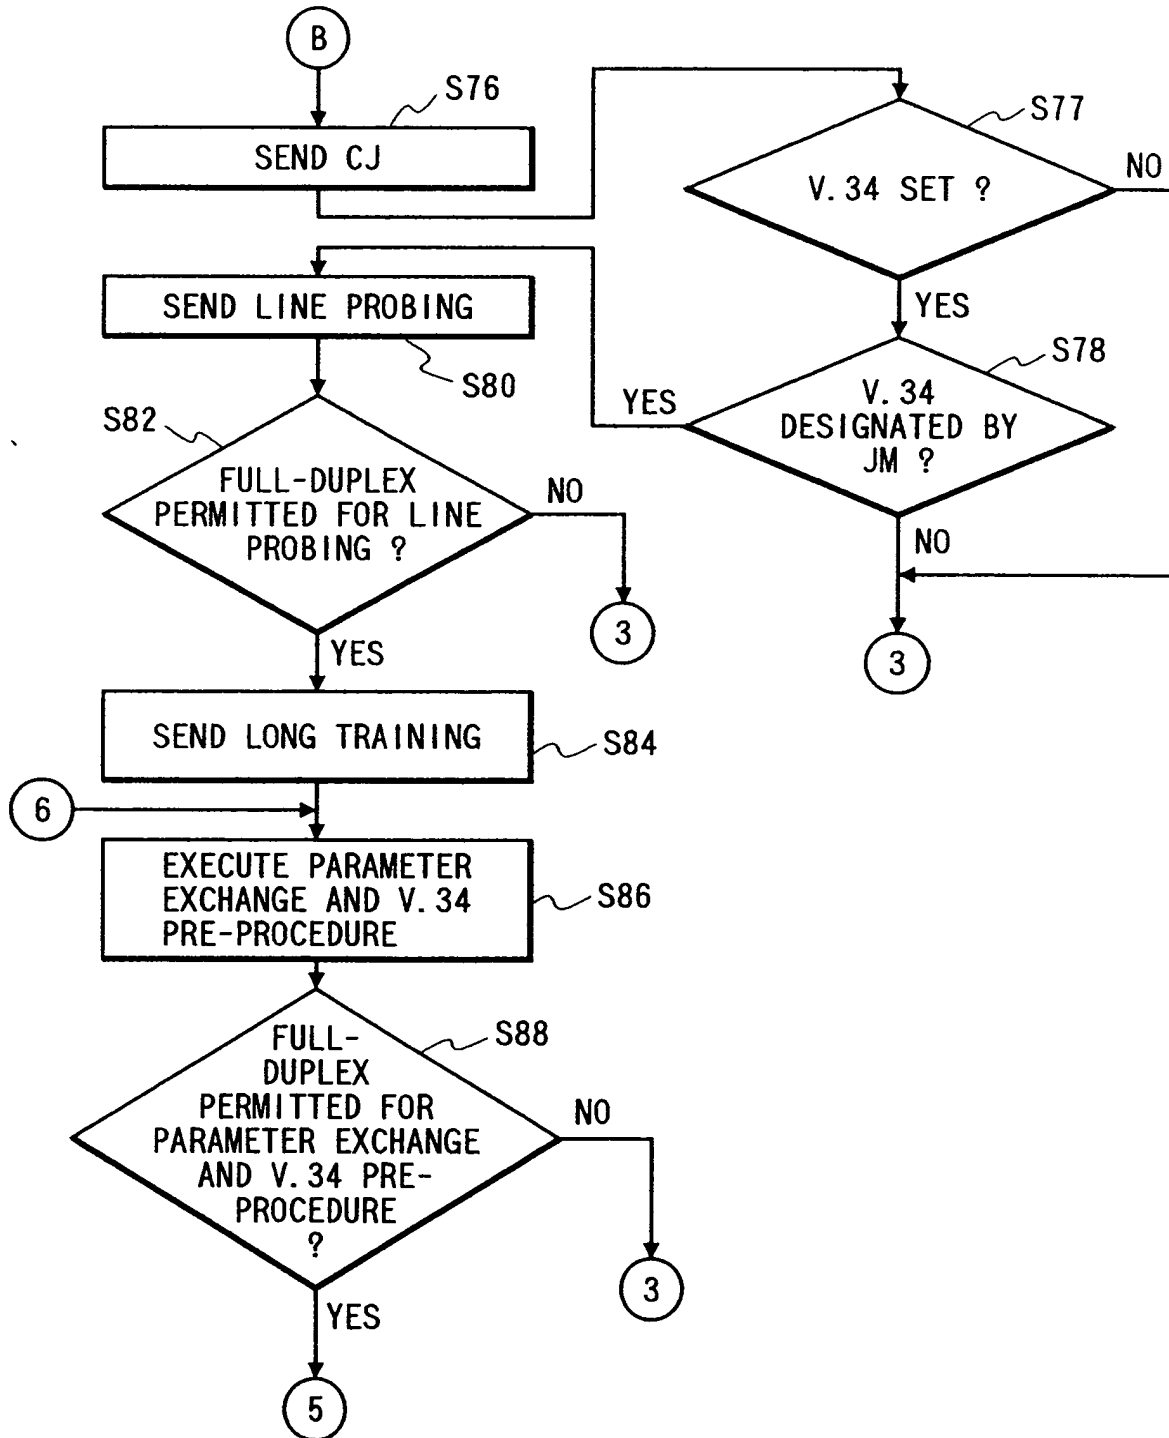 B
S76
SEND CJ
S77
V.34 SET ?
NO
YES
SEND LINE PROBING
S80
S78
V.34
DESIGNATED BY
JM ?
YES
NO
3
S82
FULL-DUPLEX
PERMITTED FOR LINE
PROBING ?
NO
3
YES
SEND LONG TRAINING
S84
6
EXECUTE PARAMETER
EXCHANGE AND V.34
PRE-PROCEDURE
S86
S88
FULL-
DUPLEX
PERMITTED FOR
PARAMETER EXCHANGE
AND V.34 PRE-
PROCEDURE
?
NO
3
YES
5